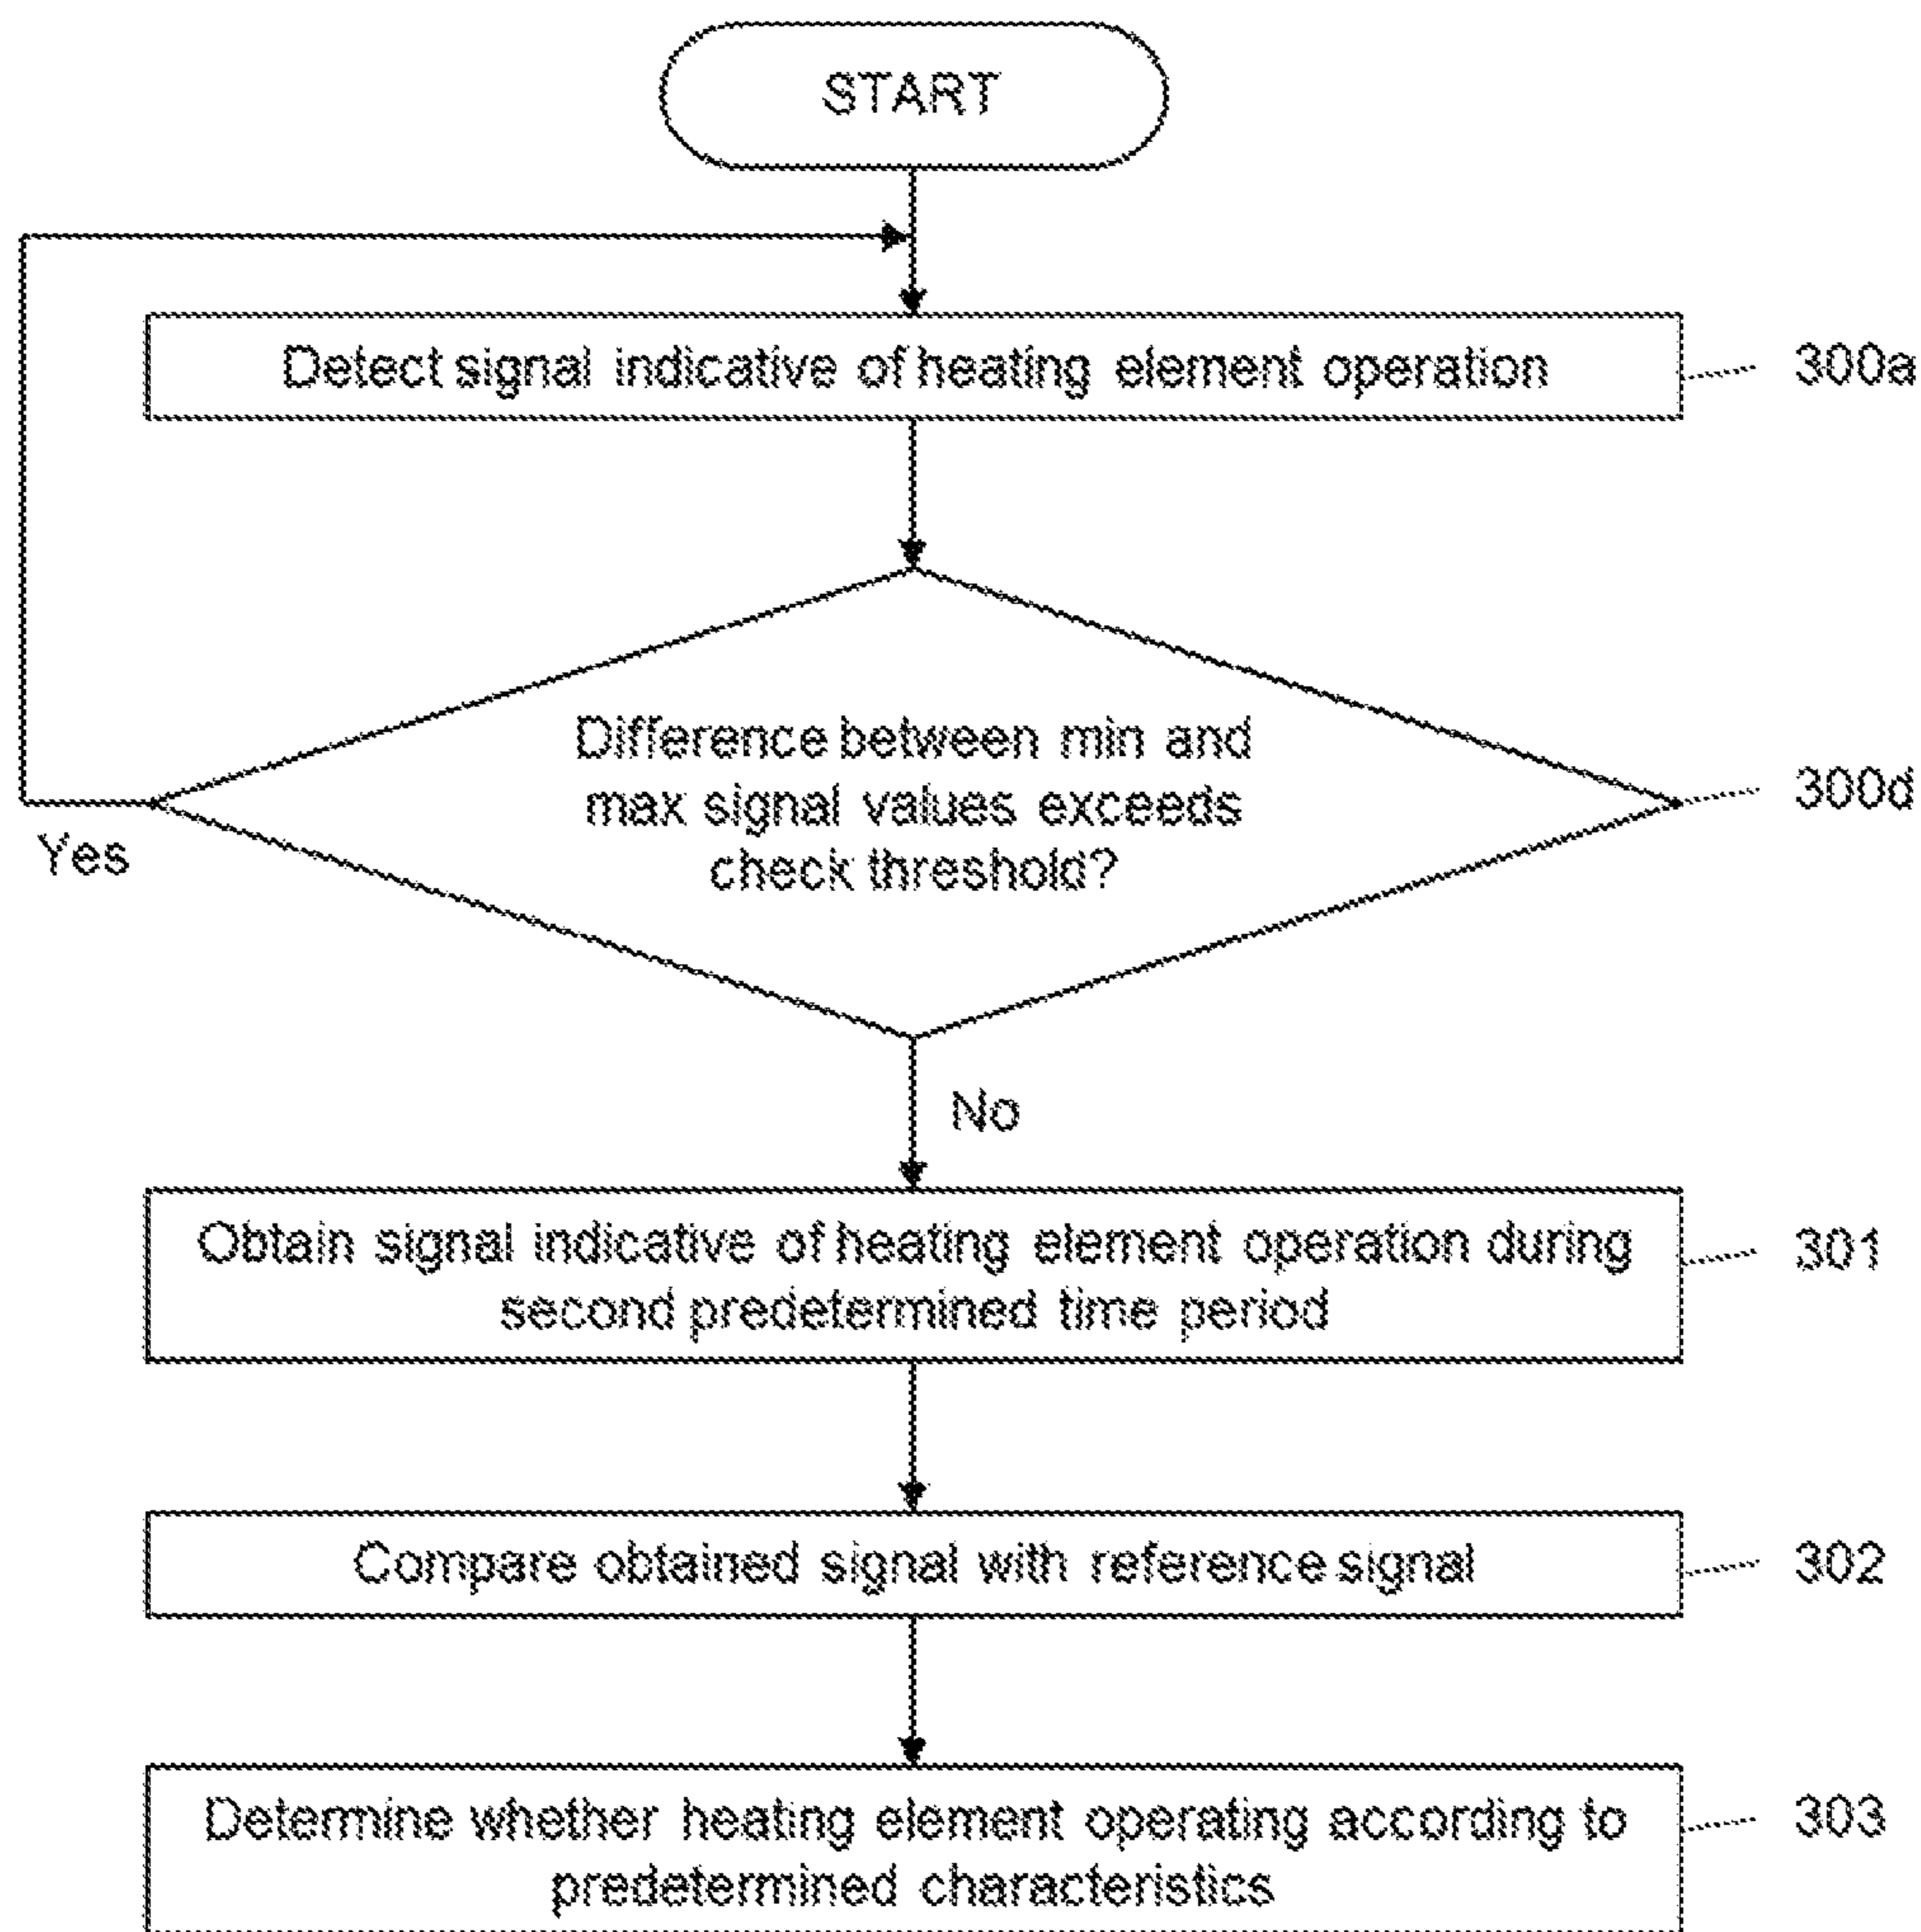 START
Detect signal indicative of heating element operation
300a
Difference between min and
max signal values exceeds
check threshold?
300d
Yes
No
Obtain signal indicative of heating element operation during
second predetermined time period
301
Compare obtained signal with reference signal
302
Determine whether heating element operating according to
predetermined characteristics
303